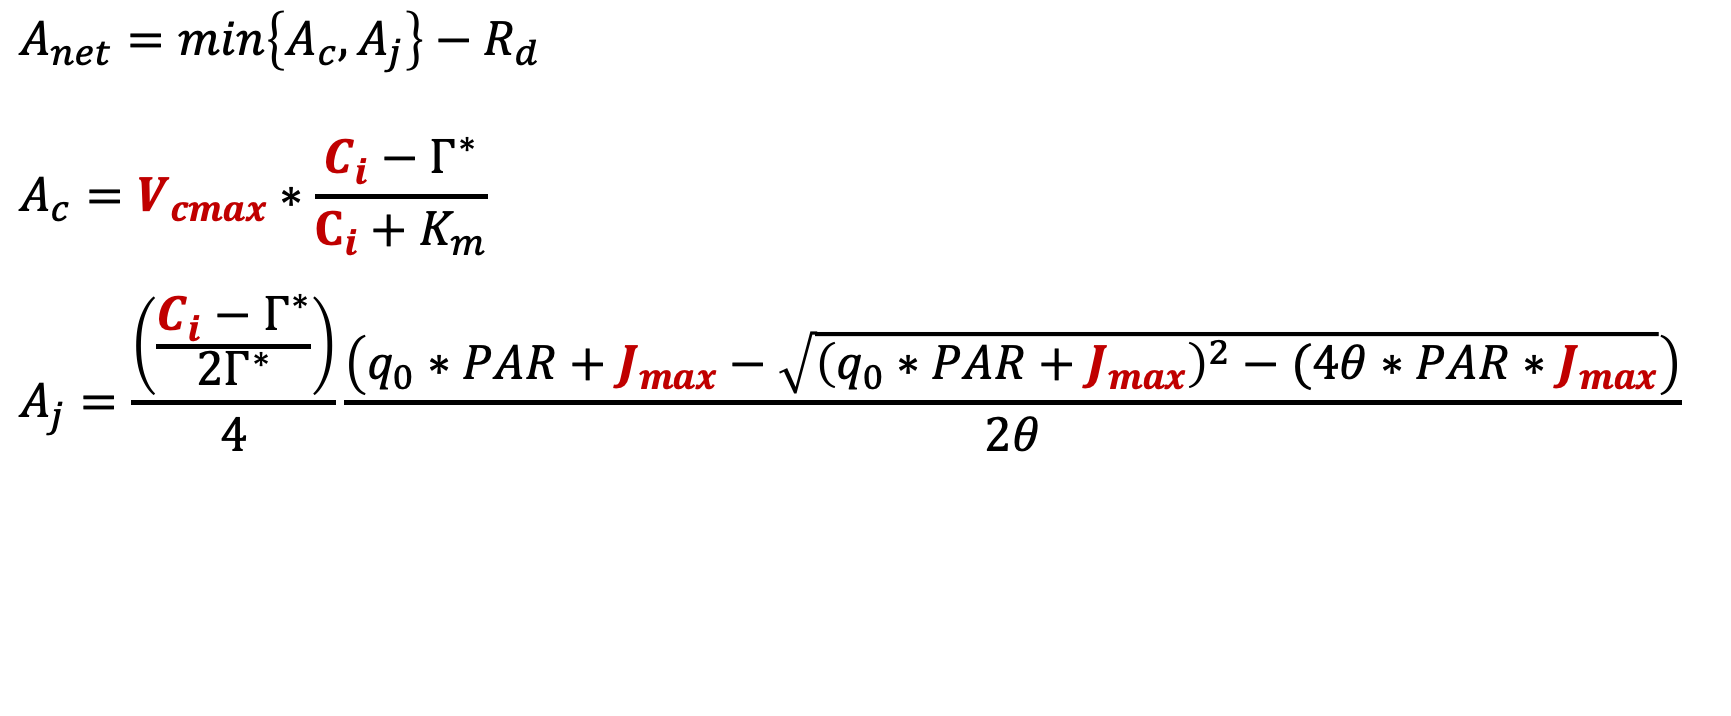 A_net = min{A_c, A_j} − R_d
A_c = V_cmax * (C_i − Γ*) / (C_i + K_m)
A_j = ((C_i − Γ*) / 2Γ*) / 4 (q_0 * PAR + J_max − √((q_0 * PAR + J_max)² − (4θ * PAR * J_max)) / 2θ